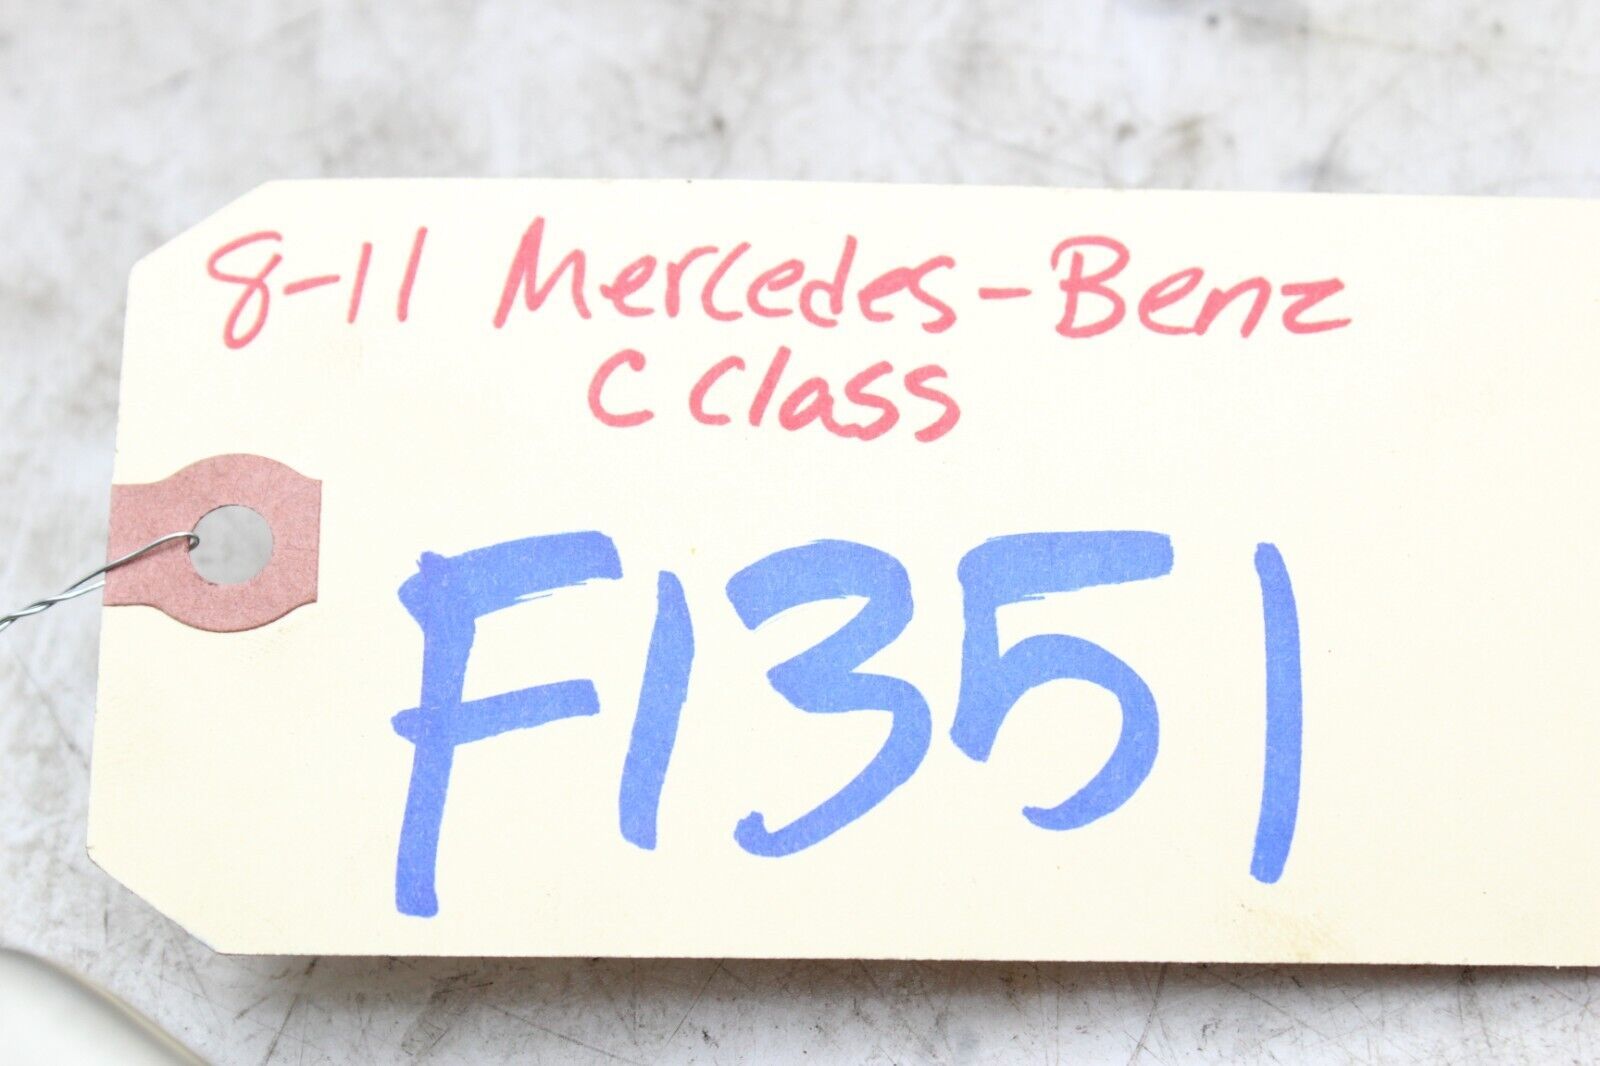 8-11 Mercedes-Benz
C Class
F1351